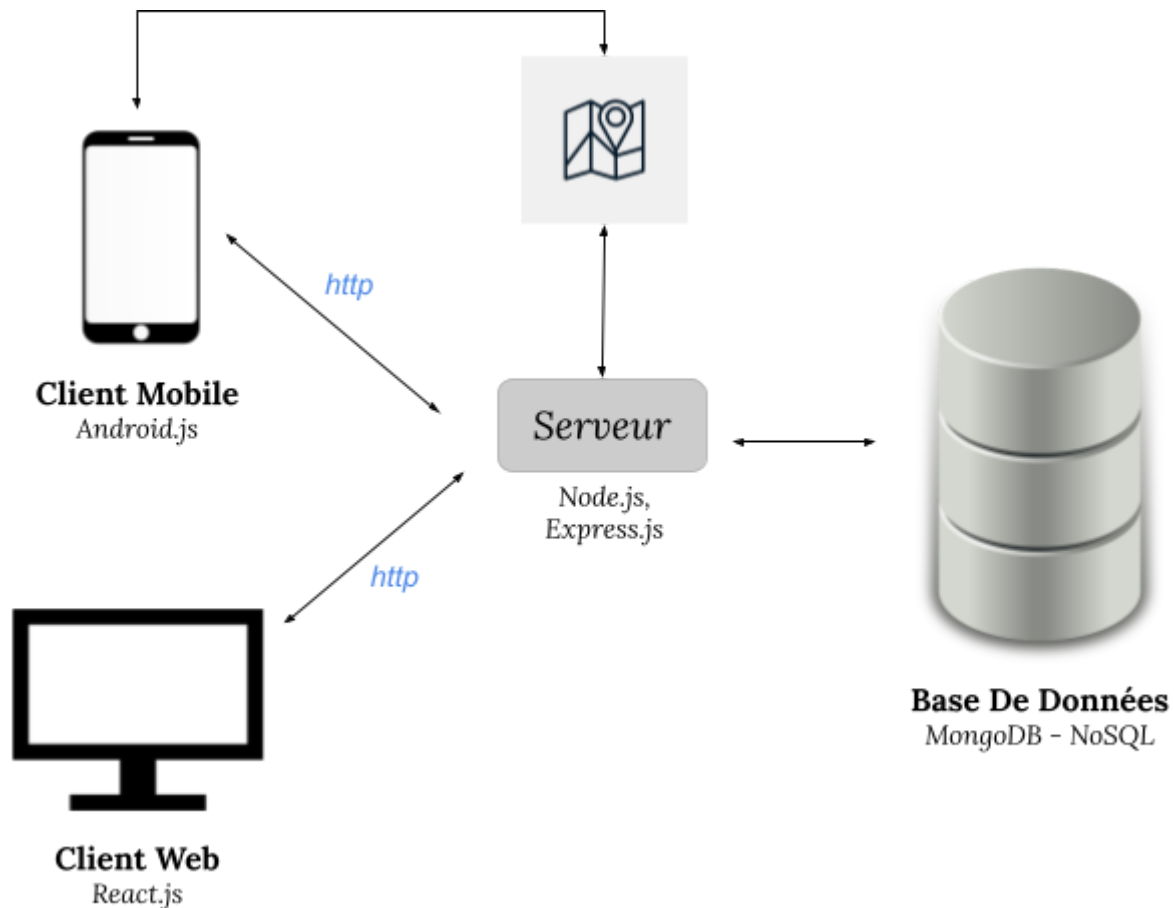 http
Client Mobile
Android.js
Serveur
Node.js,
Express.js
http
Base De Données
MongoDB - NoSQL
Client Web
React.js